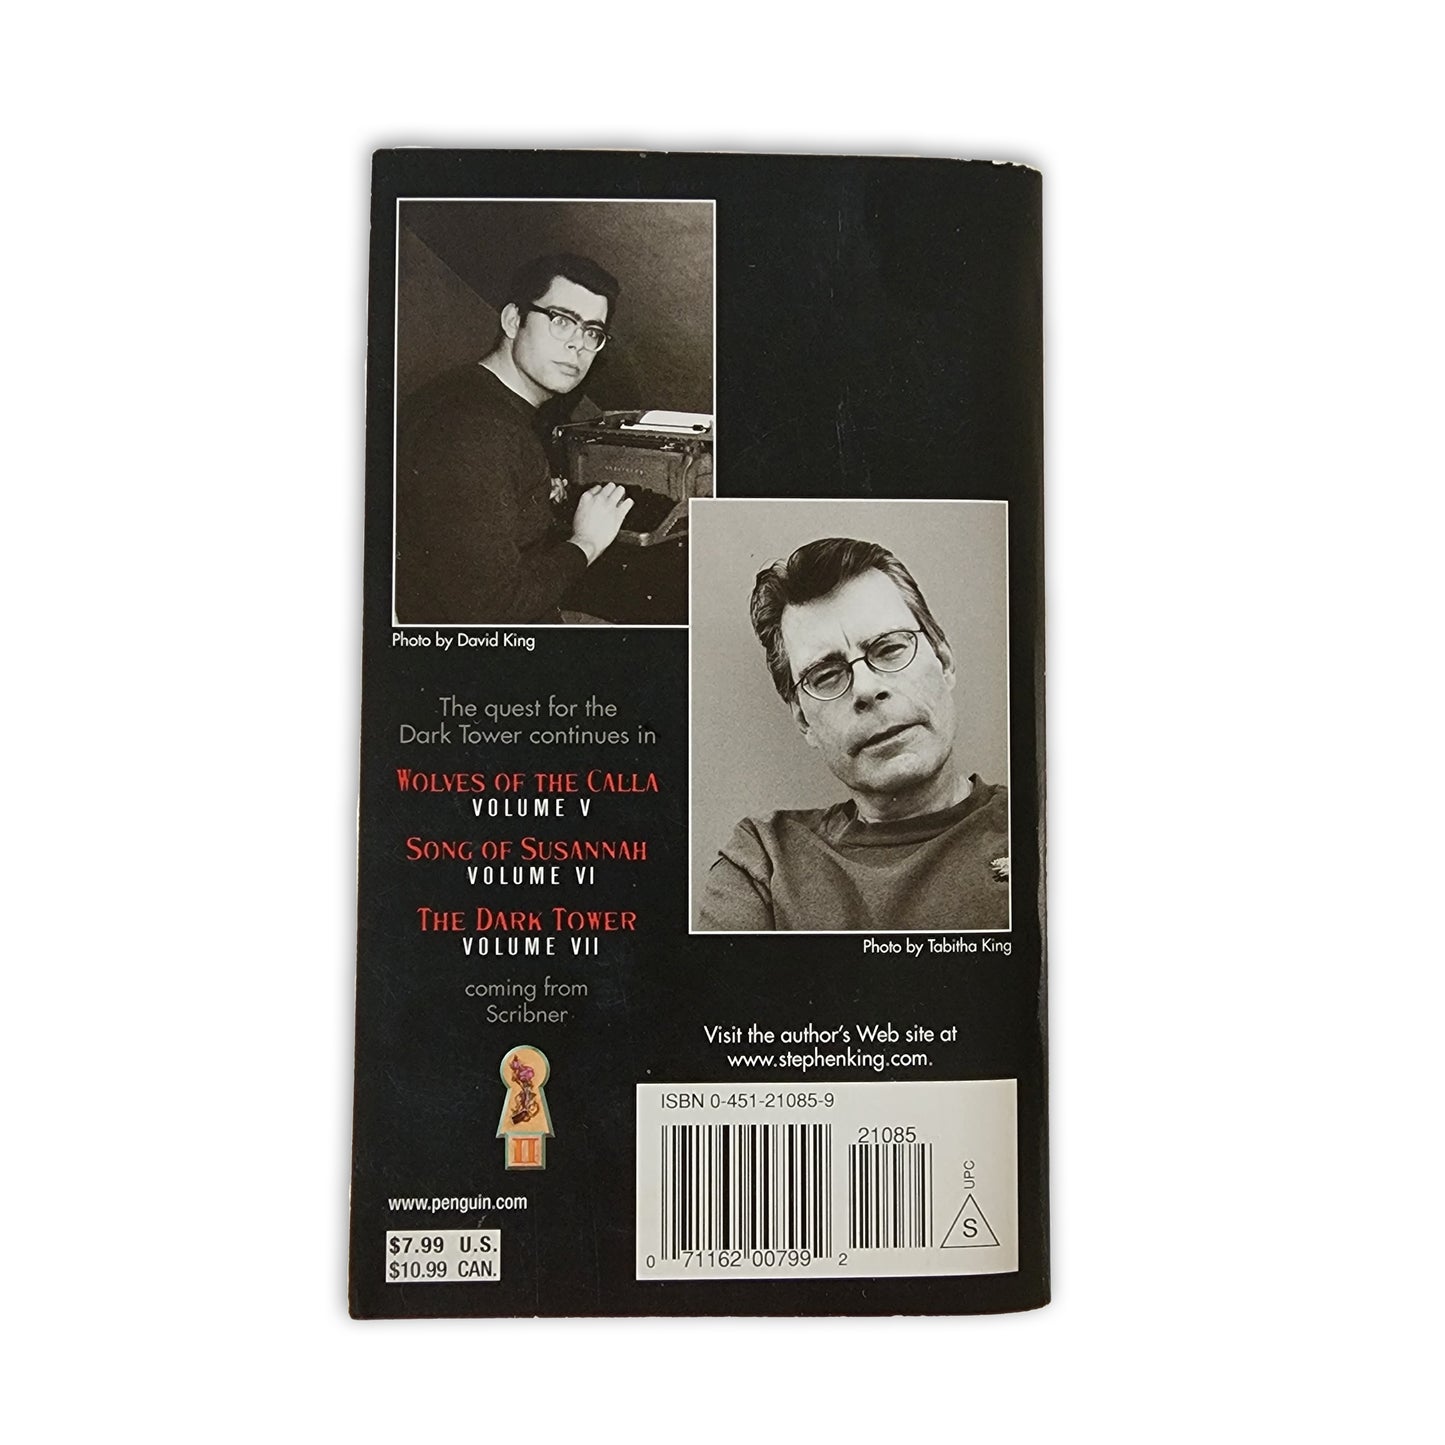 Photo by David King
The quest for the
Dark Tower continues in
WOLVES OF THE CALLA
VOLUME V
SONG OF SUSANNAH
VOLUME VI
THE DARK TOWER
VOLUME VII
coming from
Scribner
II
www.penguin.com
$7.99 U.S.
$10.99 CAN.
Photo by Tabitha King
Visit the author's Web site at
www.stephenking.com.
ISBN 0-451-21085-9
21085
UPC
S
0 71162 00799 2